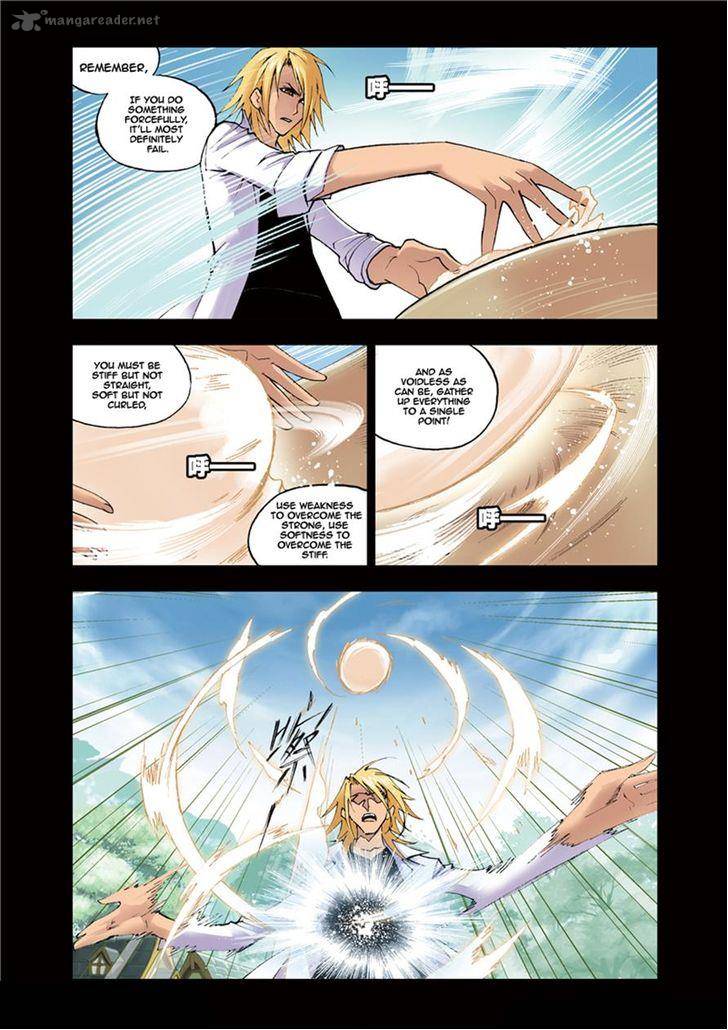 mangareader.net
REMEMBER,
IF YOU DO
SOMETHING
FORCEFULLY,
IT'LL MOST
DEFINITELY
FAIL.
呼——
YOU MUST BE
STIFF BUT NOT
STRAIGHT,
SOFT BUT NOT
CURLED,
呼——
USE WEAKNESS
TO OVERCOME THE
STRONG, USE
SOFTNESS TO
OVERCOME THE
STIFF.
AND AS
VOIDLESS AS
CAN BE, GATHER
UP EVERYTHING
TO A SINGLE
POINT!
呼——